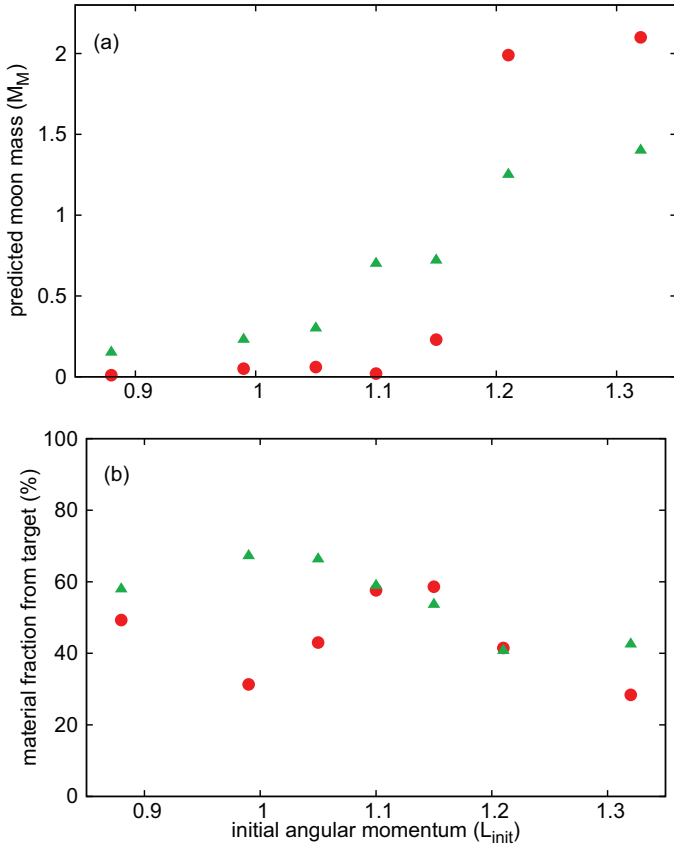 (a)
predicted moon mass (M_M)
2
1.5
1
0.5
0
0.9 1 1.1 1.2 1.3
(b)
material fraction from target (%)
100
80
60
40
20
0
0.9 1 1.1 1.2 1.3
initial angular momentum (L_init)